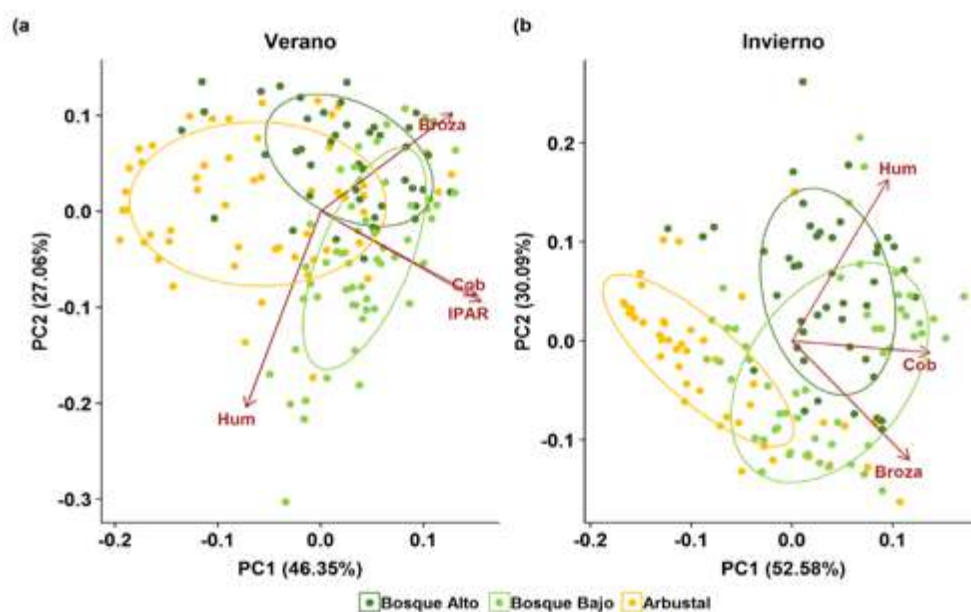 (a
Verano
PC2 (27.06%)
0.1
0.0
-0.1
-0.2
-0.3
Broza
Cob
IPAR
Hum
-0.2
-0.1
0.0
0.1
PC1 (46.35%)
(b)
Invierno
PC2 (30.09%)
0.2
0.1
0.0
-0.1
Hum
Cob
Broza
-0.2
-0.1
0.0
0.1
PC1 (52.58%)
Bosque Alto Bosque Bajo Arbustal